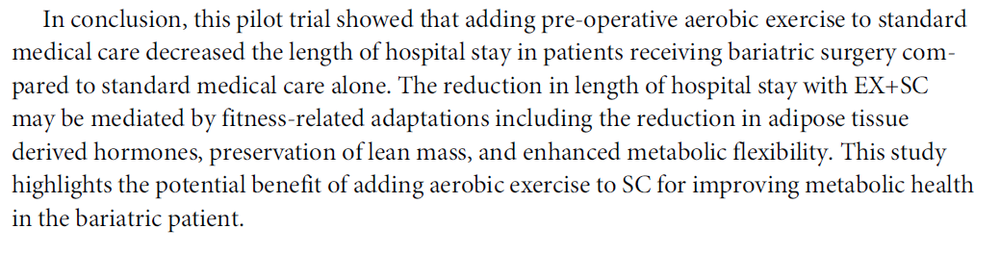 In conclusion, this pilot trial showed that adding pre-operative aerobic exercise to standard
medical care decreased the length of hospital stay in patients receiving bariatric surgery com-
pared to standard medical care alone. The reduction in length of hospital stay with EX+SC
may be mediated by fitness-related adaptations including the reduction in adipose tissue
derived hormones, preservation of lean mass, and enhanced metabolic flexibility. This study
highlights the potential benefit of adding aerobic exercise to SC for improving metabolic health
in the bariatric patient.